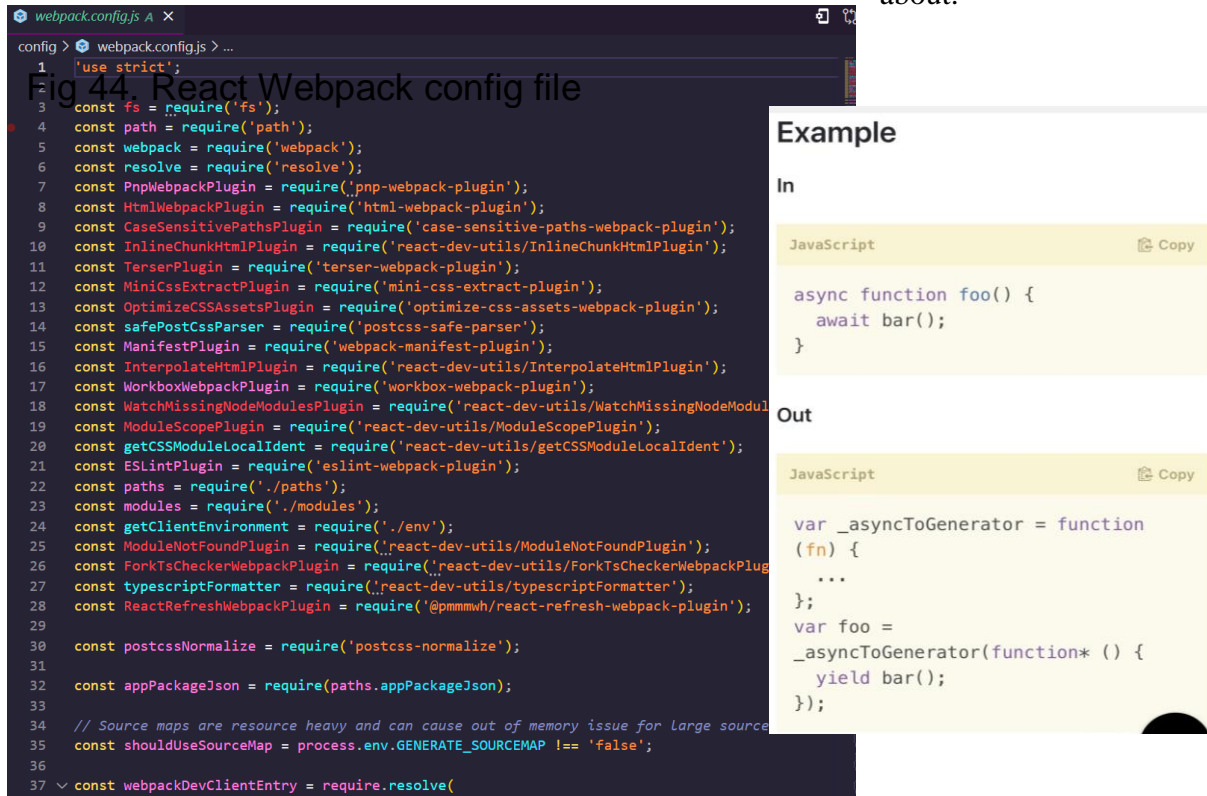 about.
webpack.config.js A
config > webpack.config.js > ...
1 'use strict';
2
Fig 44. React Webpack config file
3 const fs = require('fs');
4 const path = require('path');
5 const webpack = require('webpack');
6 const resolve = require('resolve');
7 const PnpWebpackPlugin = require('pnp-webpack-plugin');
8 const HtmlWebpackPlugin = require('html-webpack-plugin');
9 const CaseSensitivePathsPlugin = require('case-sensitive-paths-webpack-plugin');
10 const InlineChunkHtmlPlugin = require('react-dev-utils/InlineChunkHtmlPlugin');
11 const TerserPlugin = require('terser-webpack-plugin');
12 const MiniCssExtractPlugin = require('mini-css-extract-plugin');
13 const OptimizeCSSAssetsPlugin = require('optimize-css-assets-webpack-plugin');
14 const safePostCssParser = require('postcss-safe-parser');
15 const ManifestPlugin = require('webpack-manifest-plugin');
16 const InterpolateHtmlPlugin = require('react-dev-utils/InterpolateHtmlPlugin');
17 const WorkboxWebpackPlugin = require('workbox-webpack-plugin');
18 const WatchMissingNodeModulesPlugin = require('react-dev-utils/WatchMissingNodeModul
19 const ModuleScopePlugin = require('react-dev-utils/ModuleScopePlugin');
20 const getCSSModuleLocalIdent = require('react-dev-utils/getCSSModuleLocalIdent');
21 const ESLintPlugin = require('eslint-webpack-plugin');
22 const paths = require('./paths');
23 const modules = require('./modules');
24 const getClientEnvironment = require('./env');
25 const ModuleNotFoundPlugin = require('react-dev-utils/ModuleNotFoundPlugin');
26 const ForkTsCheckerWebpackPlugin = require('react-dev-utils/ForkTsCheckerWebpackPlug
27 const typescriptFormatter = require('react-dev-utils/typescriptFormatter');
28 const ReactRefreshWebpackPlugin = require('@pmmmwh/react-refresh-webpack-plugin');
29
30 const postcssNormalize = require('postcss-normalize');
31
32 const appPackageJson = require(paths.appPackageJson);
33
34 // Source maps are resource heavy and can cause out of memory issue for large source
35 const shouldUseSourceMap = process.env.GENERATE_SOURCEMAP !== 'false';
36
37 const webpackDevClientEntry = require.resolve(
Example
In
JavaScript Copy
async function foo() {
await bar();
}
Out
JavaScript Copy
var _asyncToGenerator = function
(fn) {
...
};
var foo =
_asyncToGenerator(function* () {
yield bar();
});